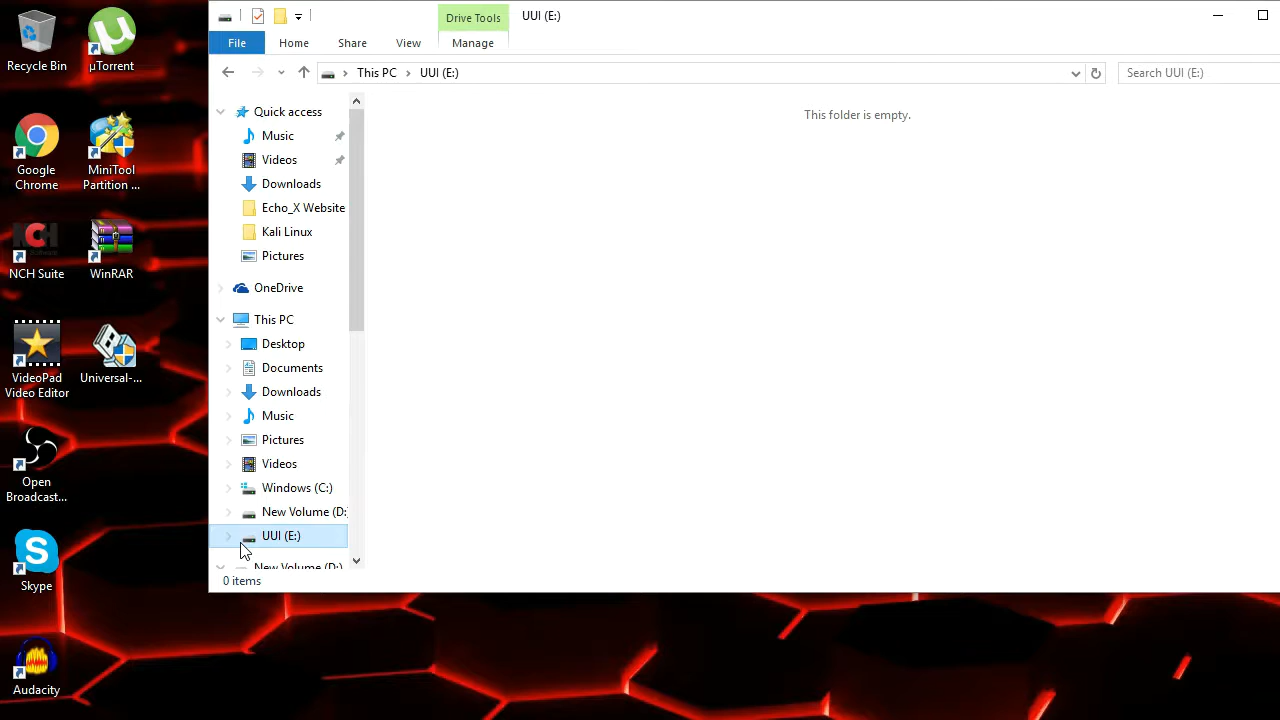 Recycle Bin
µTorrent
Google
Chrome
MiniTool
Partition ...
NCH
NCH Suite
WinRAR
VideoPad
Video Editor
Universal-...
Open
Broadcast...
Skype
Audacity
Drive Tools
UUI (E:)
File
Home
Share
View
Manage
This PC
UUI (E:)
Search UUI (E:)
Quick access
Music
Videos
Downloads
Echo_X Website
Kali Linux
Pictures
OneDrive
This PC
Desktop
Documents
Downloads
Music
Pictures
Videos
Windows (C:)
New Volume (D:
UUI (E:)
New Volume (D:)
This folder is empty.
0 items